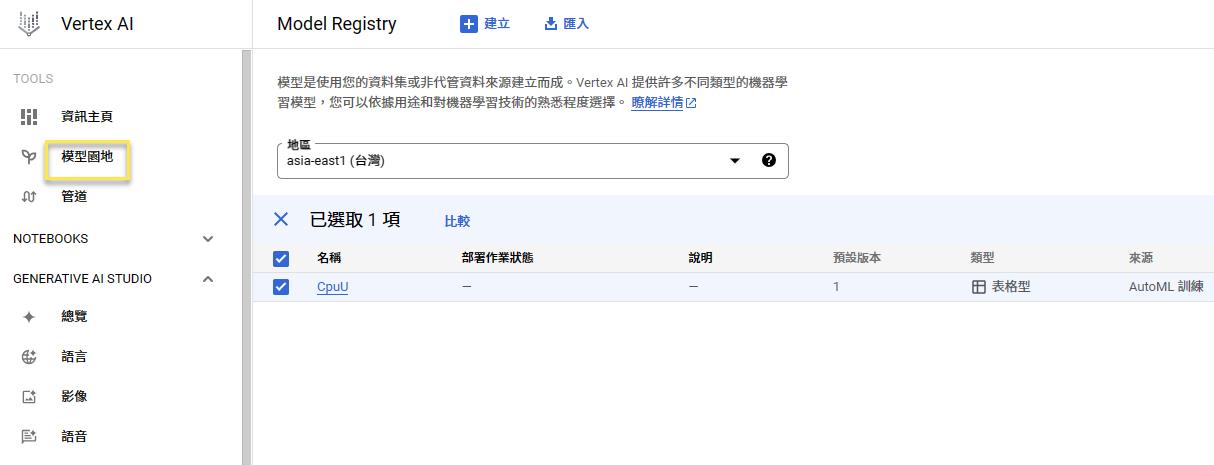 Vertex AI
Model Registry
建立
匯入
TOOLS
資訊主頁
模型園地
管道
NOTEBOOKS
GENERATIVE AI STUDIO
總覽
語言
影像
語音
模型是使用您的資料集或非代管資料來源建立而成。Vertex AI 提供許多不同類型的機器學
習模型，您可以依據用途和對機器學習技術的熟悉程度選擇。 瞭解詳情
地區
asia-east1 (台灣)
已選取 1 項 比較
名稱 部署作業狀態 說明 預設版本 類型 來源
CpuU — — 1 表格型 AutoML 訓練